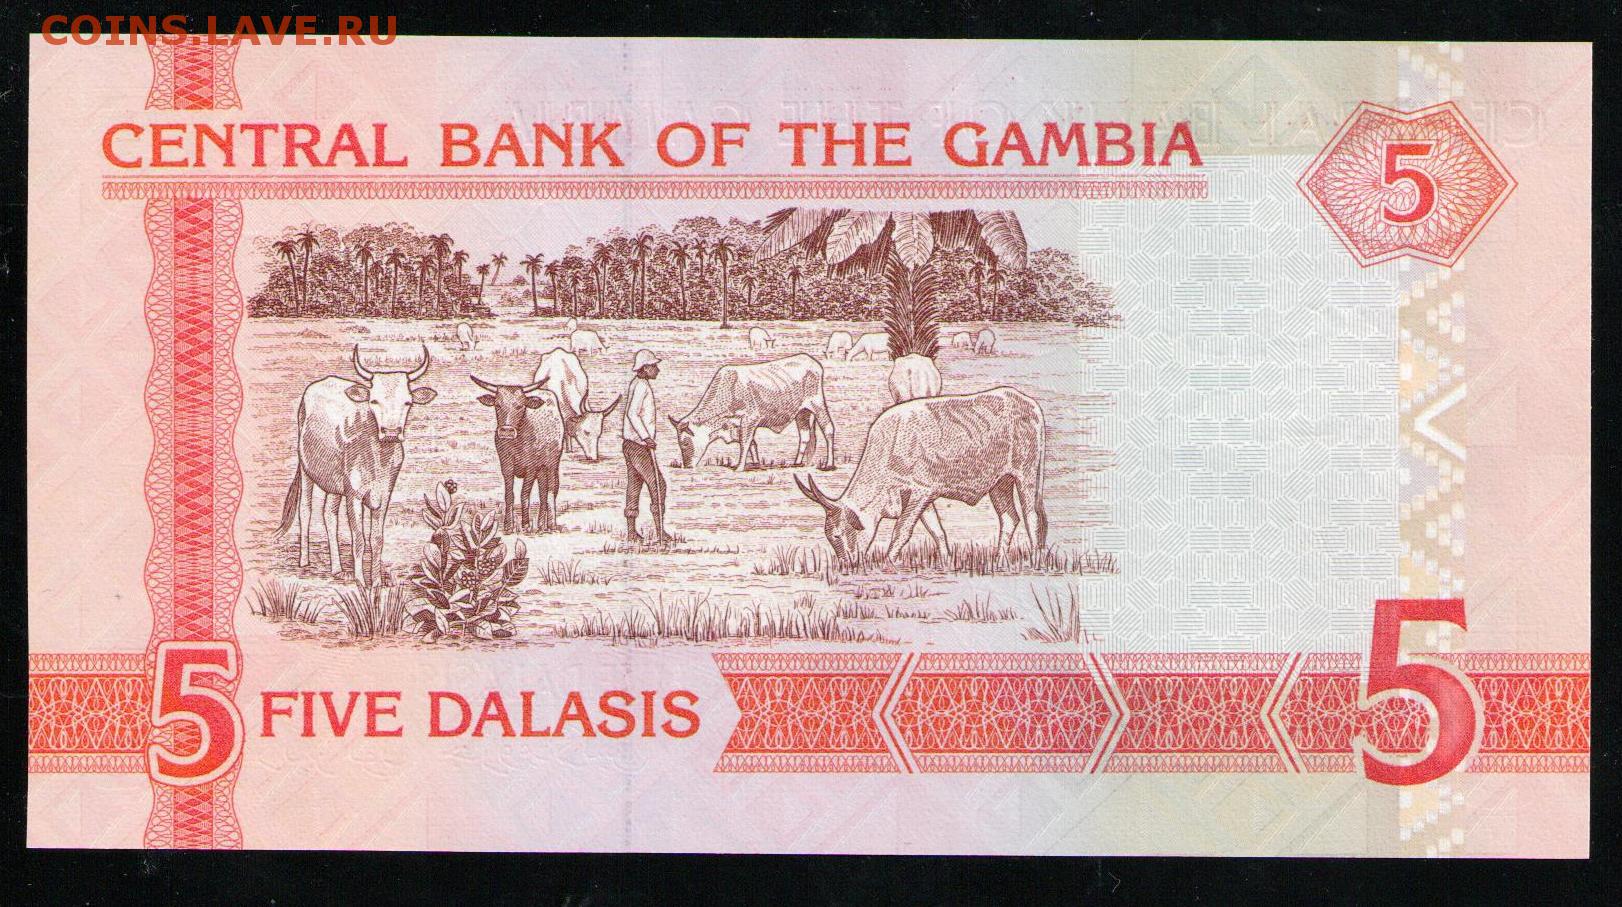 COINS.LAVE.RU
CENTRAL BANK OF THE GAMBIA
5
5
FIVE DALASIS
5